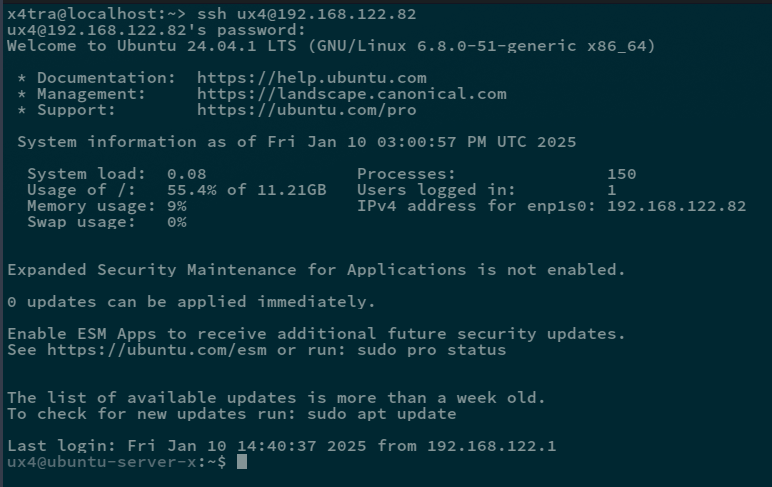 x4tra@localhost:~> ssh ux4@192.168.122.82
ux4@192.168.122.82's password:
Welcome to Ubuntu 24.04.1 LTS (GNU/Linux 6.8.0-51-generic x86_64)
* Documentation:  https://help.ubuntu.com
* Management:     https://landscape.canonical.com
* Support:        https://ubuntu.com/pro
System information as of Fri Jan 10 03:00:57 PM UTC 2025
System load:  0.08                Processes:               150
Usage of /:   55.4% of 11.21GB   Users logged in:         1
Memory usage: 9%                 IPv4 address for enp1s0: 192.168.122.82
Swap usage:   0%
Expanded Security Maintenance for Applications is not enabled.
0 updates can be applied immediately.
Enable ESM Apps to receive additional future security updates.
See https://ubuntu.com/esm or run: sudo pro status
The list of available updates is more than a week old.
To check for new updates run: sudo apt update
Last login: Fri Jan 10 14:40:37 2025 from 192.168.122.1
ux4@ubuntu-server-x:~$